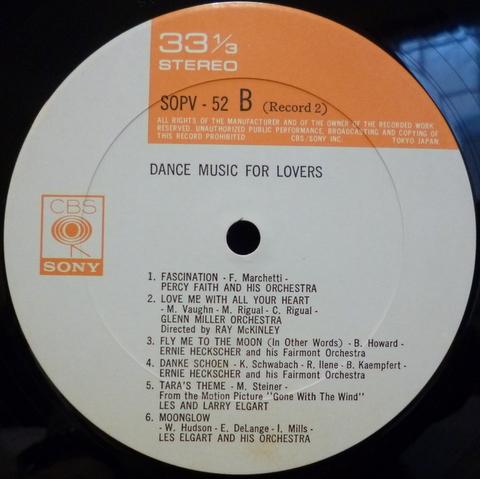 33 1/3
STEREO
SOPV - 52 B (Record 2)
ALL RIGHTS OF THE MANUFACTURER AND OF THE OWNER OF THE RECORDED WORK
RESERVED. UNAUTHORIZED PUBLIC PERFORMANCE, BROADCASTING AND COPYING OF
THIS RECORD PROHIBITED CBS/SONY INC. TOKYO JAPAN.
DANCE MUSIC FOR LOVERS
CBS
SONY
1. FASCINATION - F. Marchetti -
PERCY FAITH AND HIS ORCHESTRA
2. LOVE ME WITH ALL YOUR HEART
- M. Vaughn - M. Rigual - C. Rigual -
GLENN MILLER ORCHESTRA
Directed by RAY McKINLEY
3. FLY ME TO THE MOON (In Other Words) - B. Howard -
ERNIE HECKSCHER and his Fairmont Orchestra
4. DANKE SCHOEN - K. Schwabach - R. Ilene - B. Kaempfert -
ERNIE HECKSCHER and his Fairmont Orchestra
5. TARA'S THEME - M. Steiner -
From the Motion Picture "Gone With The Wind"
LES AND LARRY ELGART
6. MOONGLOW
- W. Hudson - E. DeLange - I. Mills -
LES ELGART AND HIS ORCHESTRA